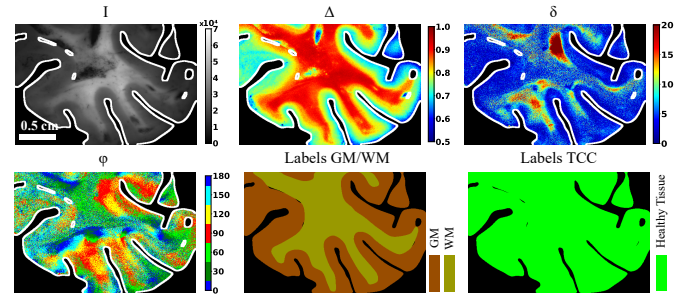 I
Δ
δ
x10⁴
7
6
5
4
3
2
1
0
0.5 cm
1.0
0.9
0.8
0.7
0.6
0.5
20
15
10
5
0
φ
Labels GM/WM
Labels TCC
180
150
120
90
60
30
0
GM
WM
Healthy Tissue